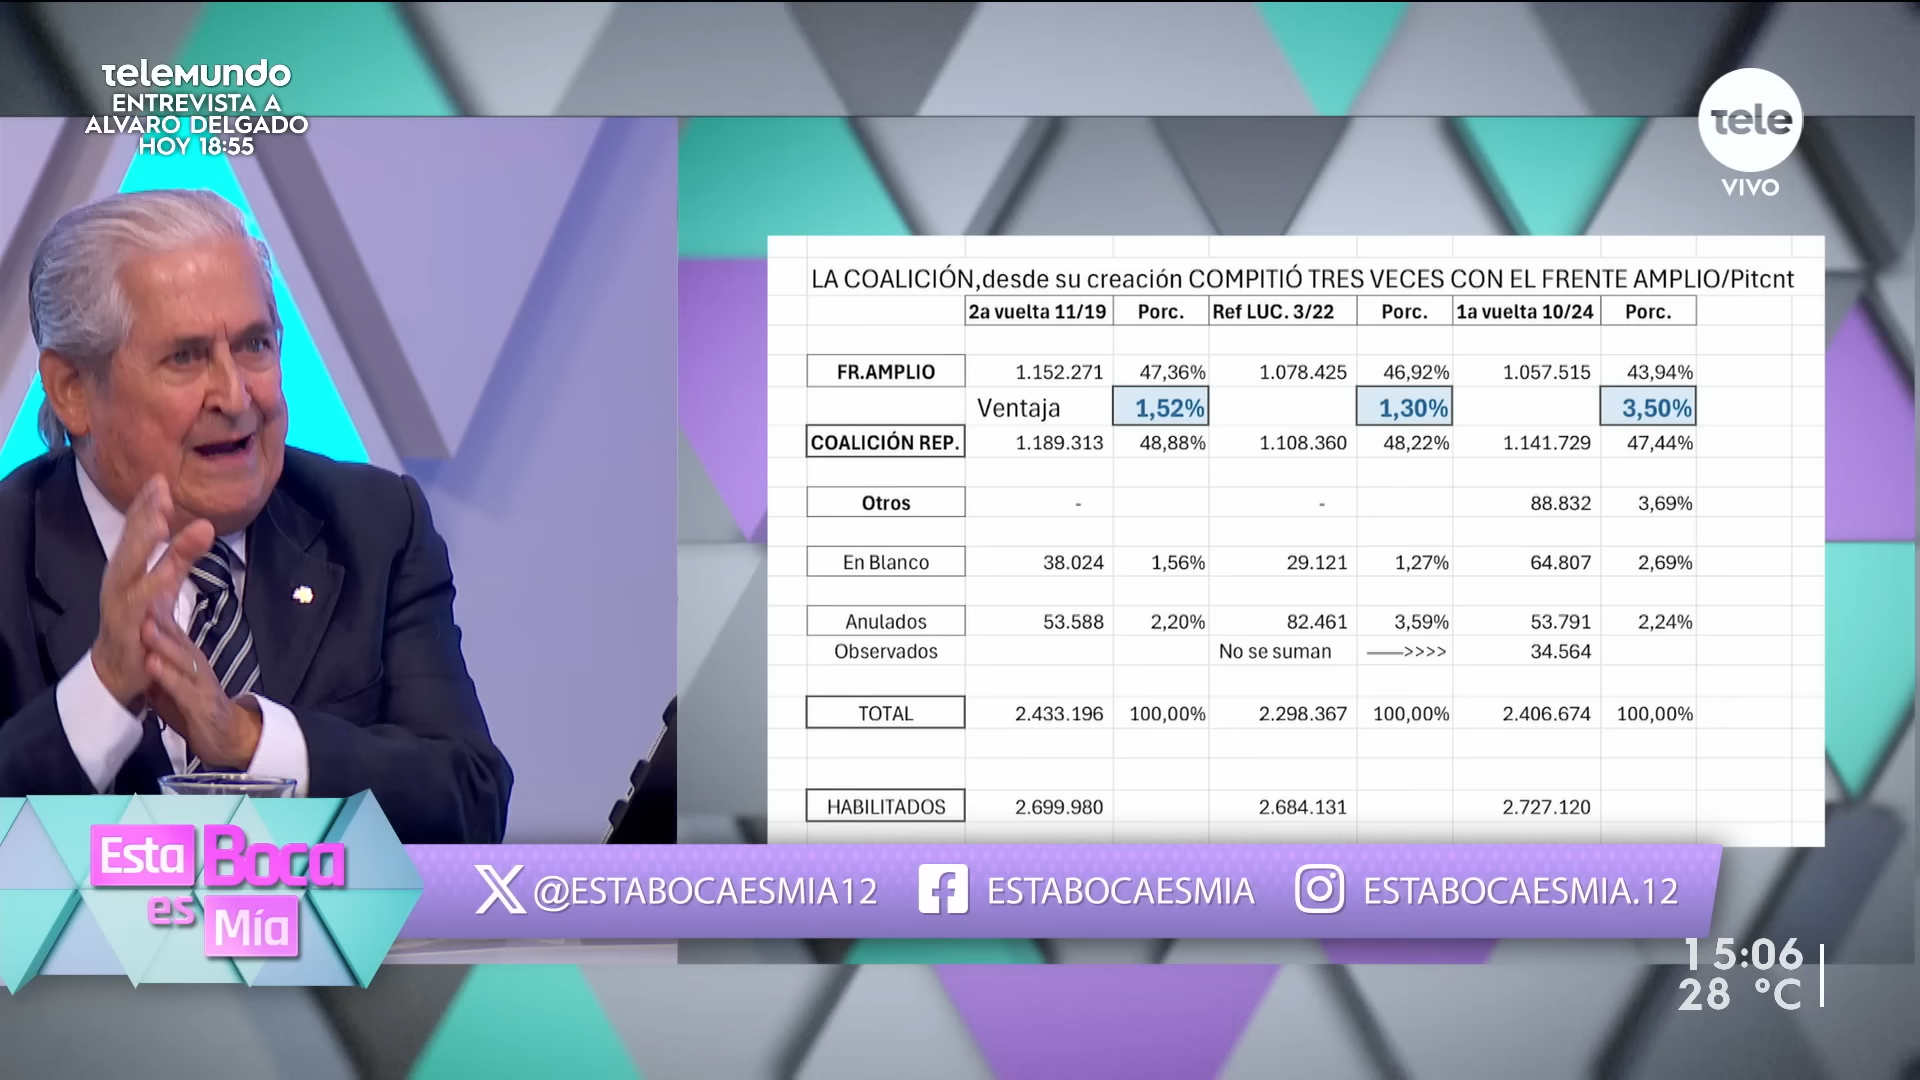 TELEMUNDO
ENTREVISTA A
ALVARO DELGADO
HOY 18:55
tele
VIVO
LA COALICIÓN,desde su creación COMPITIÓ TRES VECES CON EL FRENTE AMPLIO/Pitcnt
2a vuelta 11/19 Porc. Ref LUC. 3/22 Porc. 1a vuelta 10/24 Porc.
FR.AMPLIO 1.152.271 47,36% 1.078.425 46,92% 1.057.515 43,94%
Ventaja 1,52% 1,30% 3,50%
COALICIÓN REP. 1.189.313 48,88% 1.108.360 48,22% 1.141.729 47,44%
Otros - - 88.832 3,69%
En Blanco 38.024 1,56% 29.121 1,27% 64.807 2,69%
Anulados 53.588 2,20% 82.461 3,59% 53.791 2,24%
Observados No se suman ——>>>> 34.564
TOTAL 2.433.196 100,00% 2.298.367 100,00% 2.406.674 100,00%
HABILITADOS 2.699.980 2.684.131 2.727.120
Esta Boca
es Mía
@ESTABOCAESMIA12 ESTABOCAESMIA ESTABOCAESMIA.12
15:06
28 °C